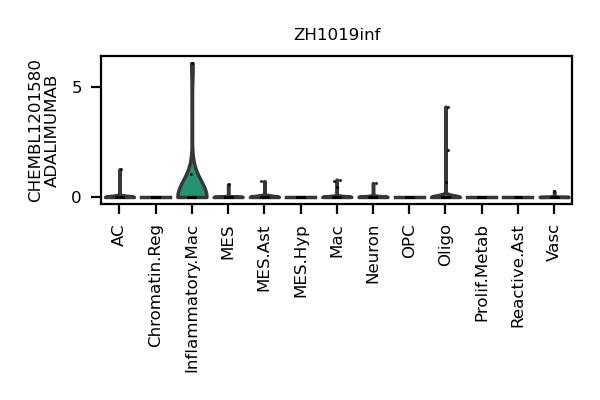 ZH1019inf
CHEMBL1201580
ADALIMUMAB
5
0
AC
Chromatin.Reg
Inflammatory.Mac
MES
MES.Ast
MES.Hyp
Mac
Neuron
OPC
Oligo
Prolif.Metab
Reactive.Ast
Vasc